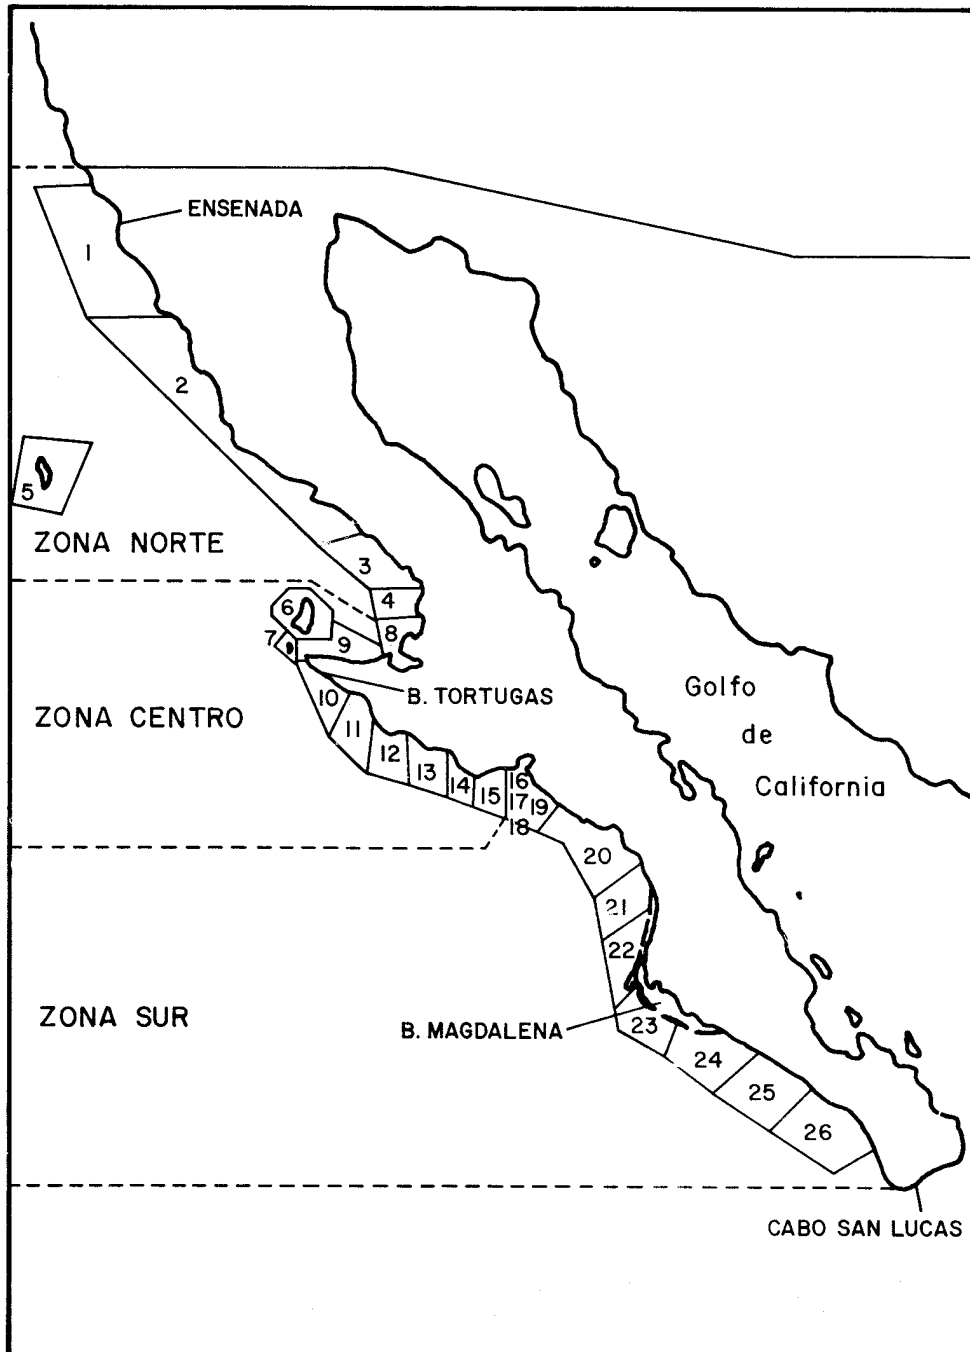 ENSENADA
1
2
5
ZONA NORTE
3
4
6
8
7
9
B. TORTUGAS
Golfo
de
California
ZONA CENTRO
10
11
12
13
14
15
16
17
19
18
20
21
22
ZONA SUR
B. MAGDALENA
23
24
25
26
CABO SAN LUCAS